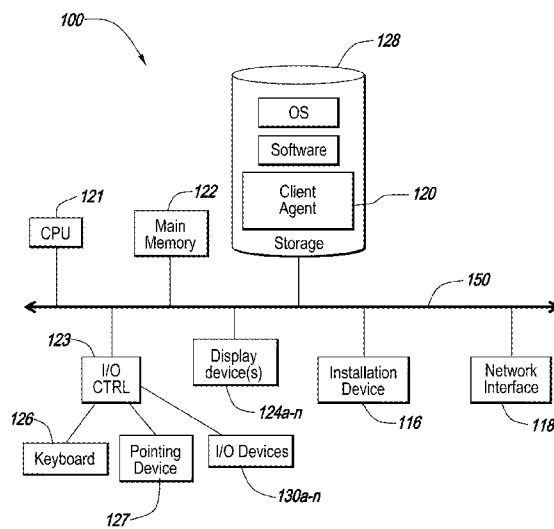 100
128
OS
Software
Client
Agent
120
Storage
121
CPU
122
Main
Memory
150
123
I/O
CTRL
Display
device(s)
124a-n
Installation
Device
116
Network
Interface
118
126
Keyboard
Pointing
Device
127
I/O Devices
130a-n